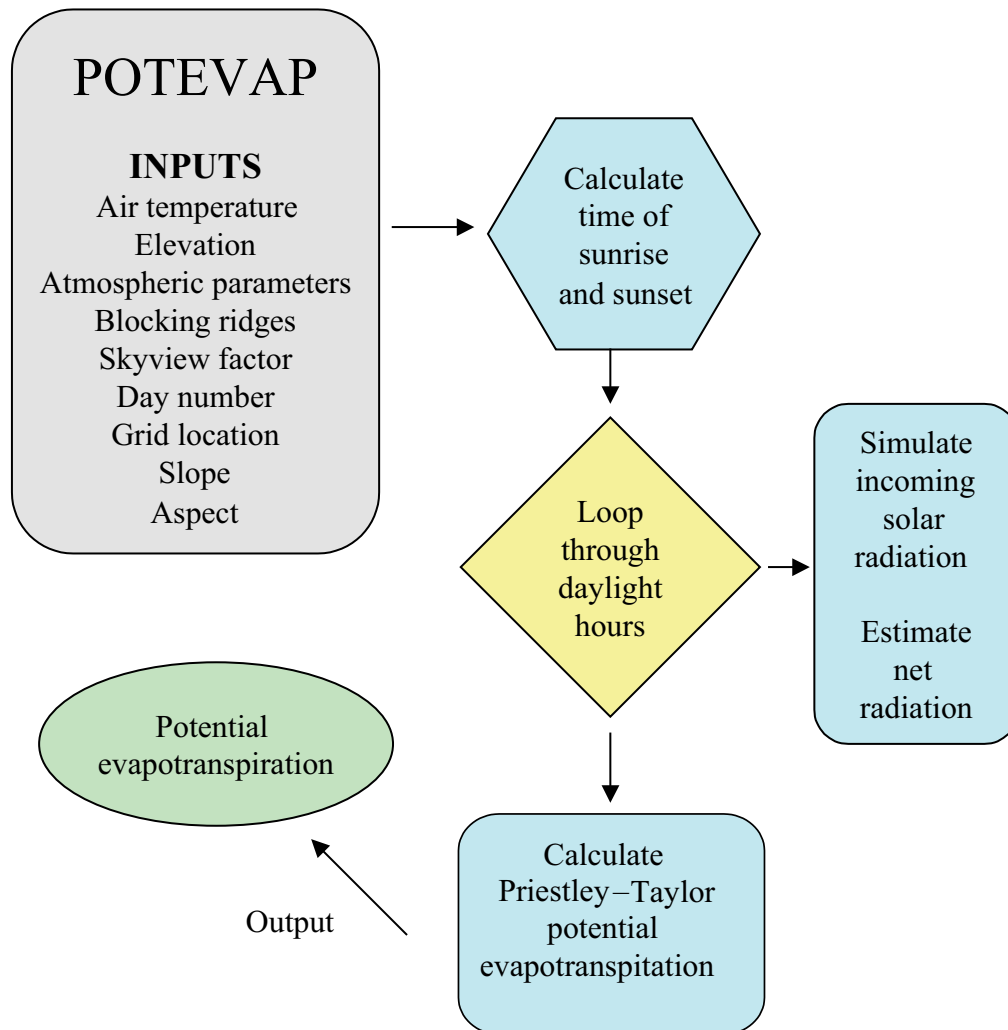 POTEVAP
INPUTS
Air temperature
Elevation
Atmospheric parameters
Blocking ridges
Skyview factor
Day number
Grid location
Slope
Aspect
Calculate
time of
sunrise
and sunset
Loop
through
daylight
hours
Simulate
incoming
solar
radiation
Estimate
net
radiation
Calculate
Priestley–Taylor
potential
evapotranspitation
Output
Potential
evapotranspiration